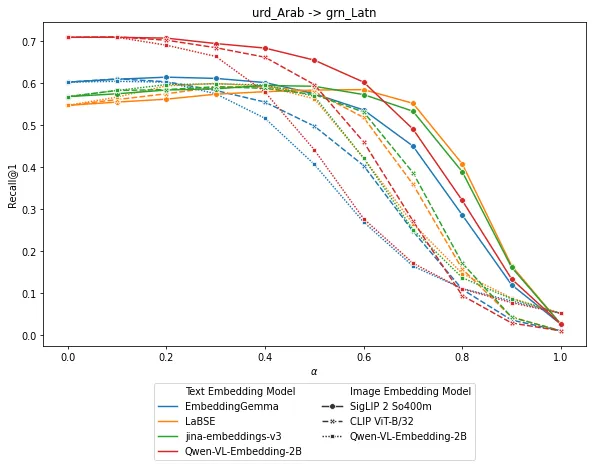 urd_Arab -> grn_Latn
Recall@1
0.7
0.6
0.5
0.4
0.3
0.2
0.1
0.0
0.0 0.2 0.4 0.6 0.8 1.0
α
Text Embedding Model
EmbeddingGemma
LaBSE
jina-embeddings-v3
Qwen-VL-Embedding-2B
Image Embedding Model
SigLIP 2 So400m
CLIP ViT-B/32
Qwen-VL-Embedding-2B